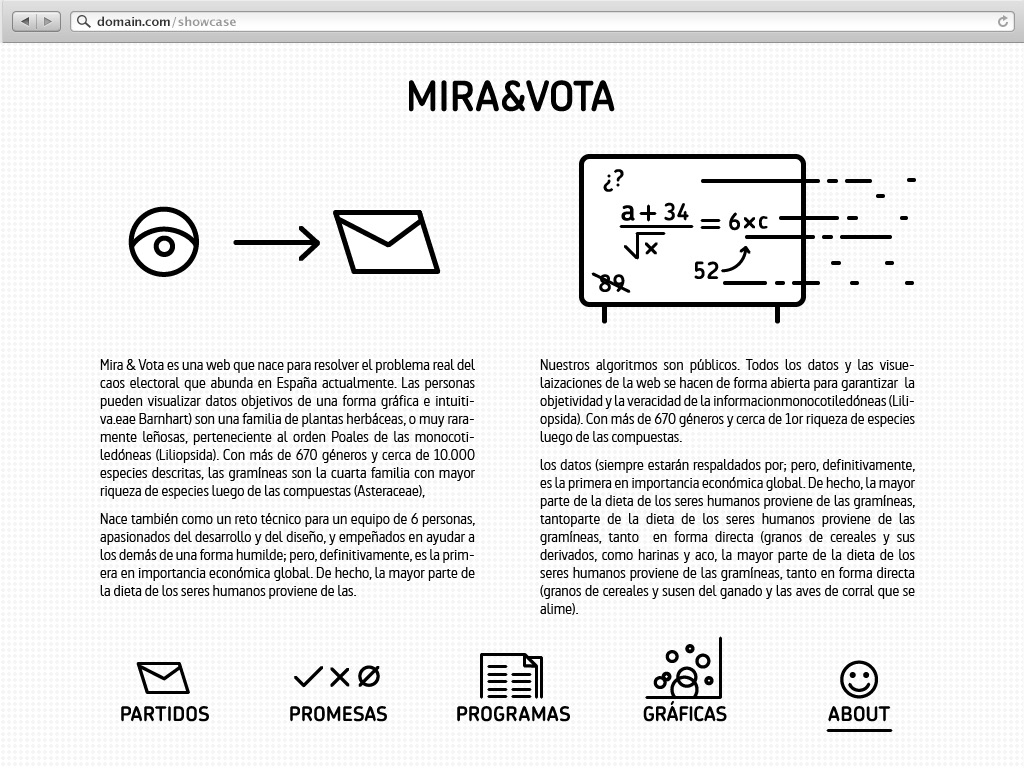 domain.com/showcase
MIRA&VOTA
¿?
a + 34
= 6×c
√x
52
89
Mira & Vota es una web que nace para resolver el problema real del
caos electoral que abunda en España actualmente. Las personas
pueden visualizar datos objetivos de una forma gráfica e intuiti-
va.eae Barnhart) son una familia de plantas herbáceas, o muy rara-
mente leñosas, perteneciente al orden Poales de las monocoti-
ledóneas (Liliopsida). Con más de 670 géneros y cerca de 10.000
especies descritas, las gramíneas son la cuarta familia con mayor
riqueza de especies luego de las compuestas (Asteraceae),
Nace también como un reto técnico para un equipo de 6 personas,
apasionados del desarrollo y del diseño, y empeñados en ayudar a
los demás de una forma humilde; pero, definitivamente, es la prim-
era en importancia económica global. De hecho, la mayor parte de
la dieta de los seres humanos proviene de las.
Nuestros algoritmos son públicos. Todos los datos y las visue-
laizaciones de la web se hacen de forma abierta para garantizar la
objetividad y la veracidad de la informacionmonocotiledóneas (Lili-
opsida). Con más de 670 géneros y cerca de 1or riqueza de especies
luego de las compuestas.
los datos (siempre estarán respaldados por; pero, definitivamente,
es la primera en importancia económica global. De hecho, la mayor
parte de la dieta de los seres humanos proviene de las gramíneas,
tantoparte de la dieta de los seres humanos proviene de las
gramíneas, tanto en forma directa (granos de cereales y sus
derivados, como harinas y aco, la mayor parte de la dieta de los
seres humanos proviene de las gramíneas, tanto en forma directa
(granos de cereales y susen del ganado y las aves de corral que se
alime).
PARTIDOS
PROMESAS
PROGRAMAS
GRÁFICAS
ABOUT